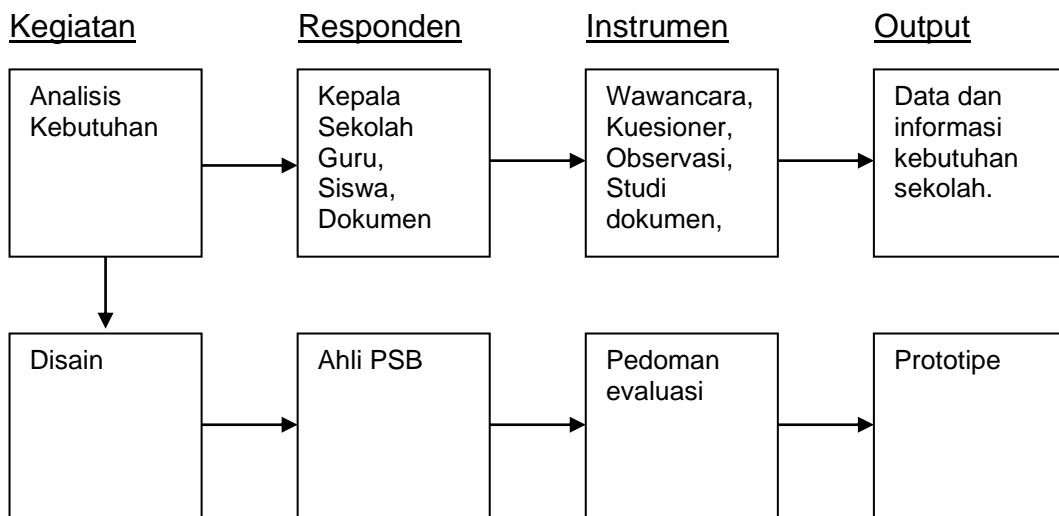 Kegiatan
Responden
Instrumen
Output
Analisis
Kebutuhan
Kepala
Sekolah
Guru,
Siswa,
Dokumen
Wawancara,
Kuesioner,
Observasi,
Studi
dokumen,
Data dan
informasi
kebutuhan
sekolah.
Disain
Ahli PSB
Pedoman
evaluasi
Prototipe